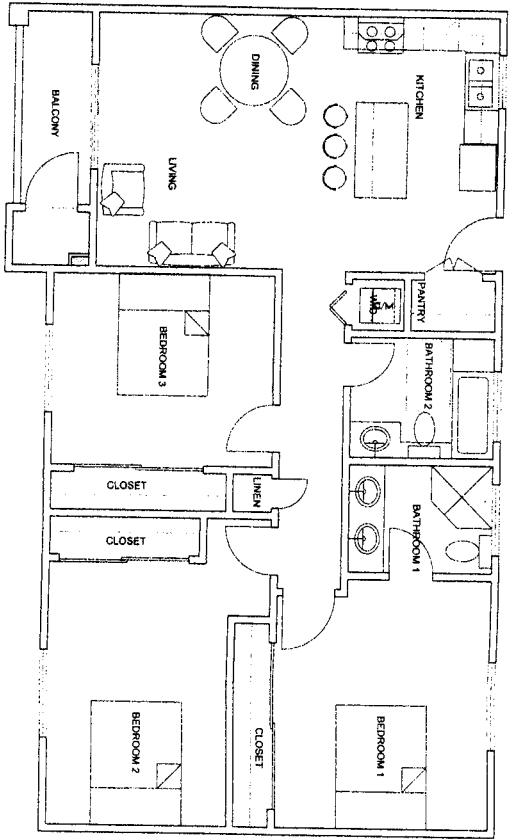 DINING
KITCHEN
BALCONY
LIVING
PANTRY
W/D
BATHROOM 2
BEDROOM 3
CLOSET
LINEN
CLOSET
BATHROOM 1
CLOSET
BEDROOM 1
BEDROOM 2